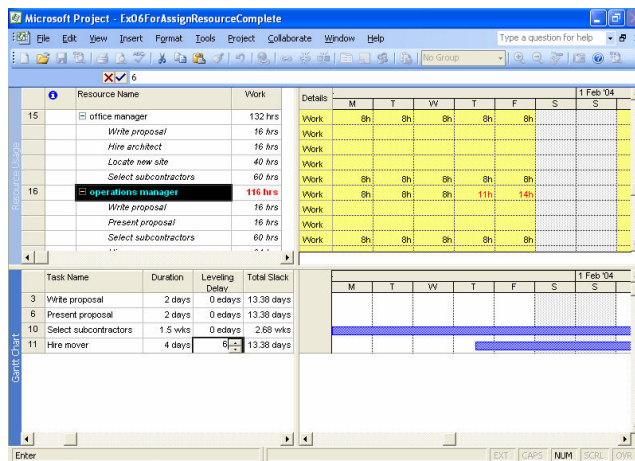 Microsoft Project - Ex06ForAssignResourceComplete
File Edit View Insert Format Tools Project Collaborate Window Help Type a question for help
No Group
6
Resource Name Work Details 1 Feb '04
M T W T F S S
15 office manager 132 hrs Work 8h 8h 8h 8h 8h
Write proposal 16 hrs Work
Hire architect 16 hrs Work
Locate new site 40 hrs Work
Select subcontractors 60 hrs Work 8h 8h 8h 8h 8h
16 operations manager 116 hrs Work 8h 8h 8h 11h 14h
Write proposal 16 hrs Work
Present proposal 16 hrs Work
Select subcontractors 60 hrs Work 8h 8h 8h 8h 8h
Resource Usage
Task Name Duration Leveling Delay Total Slack 1 Feb '04
M T W T F S S
3 Write proposal 2 days 0 edays 13.38 days
6 Present proposal 2 days 0 edays 13.38 days
10 Select subcontractors 1.5 wks 0 edays 2.68 wks
11 Hire mover 4 days 6 13.38 days
Gantt Chart
Enter EXT CAPS NUM SCRL OVR